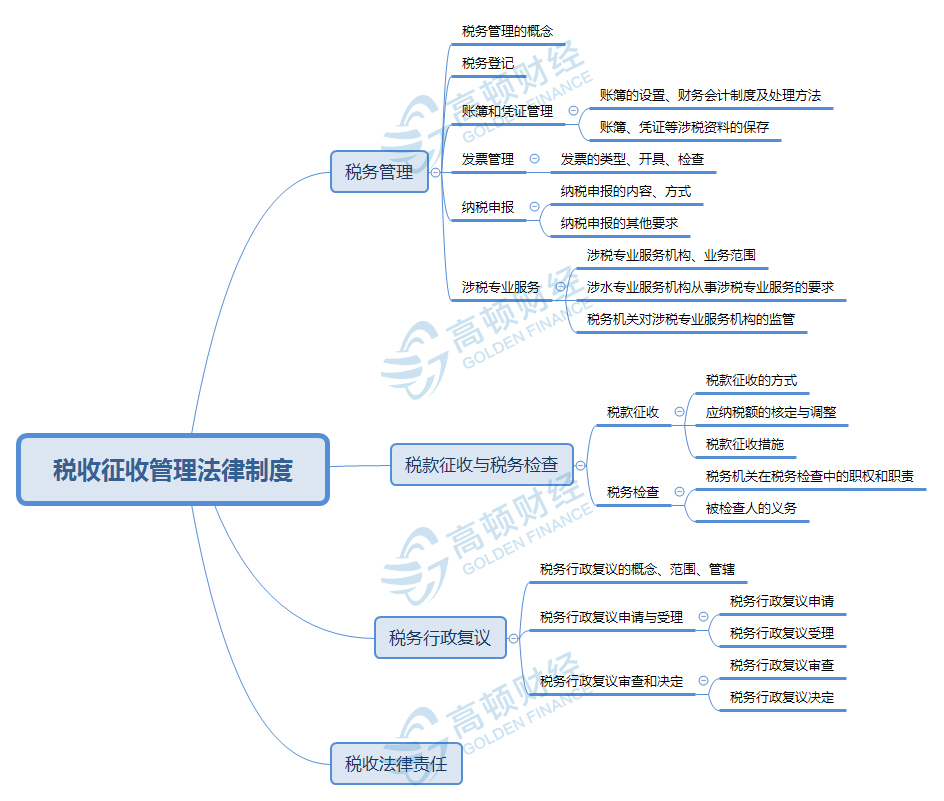 税收征收管理法律制度
税务管理
税务管理的概念
税务登记
账簿和凭证管理
账簿的设置、财务会计制度及处理方法
账簿、凭证等涉税资料的保存
发票管理
发票的类型、开具、检查
纳税申报
纳税申报的内容、方式
纳税申报的其他要求
涉税专业服务
涉税专业服务机构、业务范围
涉水专业服务机构从事涉税专业服务的要求
税务机关对涉税专业服务机构的监管
税款征收与税务检查
税款征收
税款征收的方式
应纳税额的核定与调整
税款征收措施
税务检查
税务机关在税务检查中的职权和职责
被检查人的义务
税务行政复议
税务行政复议的概念、范围、管辖
税务行政复议申请与受理
税务行政复议申请
税务行政复议受理
税务行政复议审查和决定
税务行政复议审查
税务行政复议决定
税收法律责任
高顿财经
GOLDEN FINANCE
高顿财经
GOLDEN FINANCE
高顿财经
GOLDEN FINANCE
高顿财经
GOLDEN FINANCE